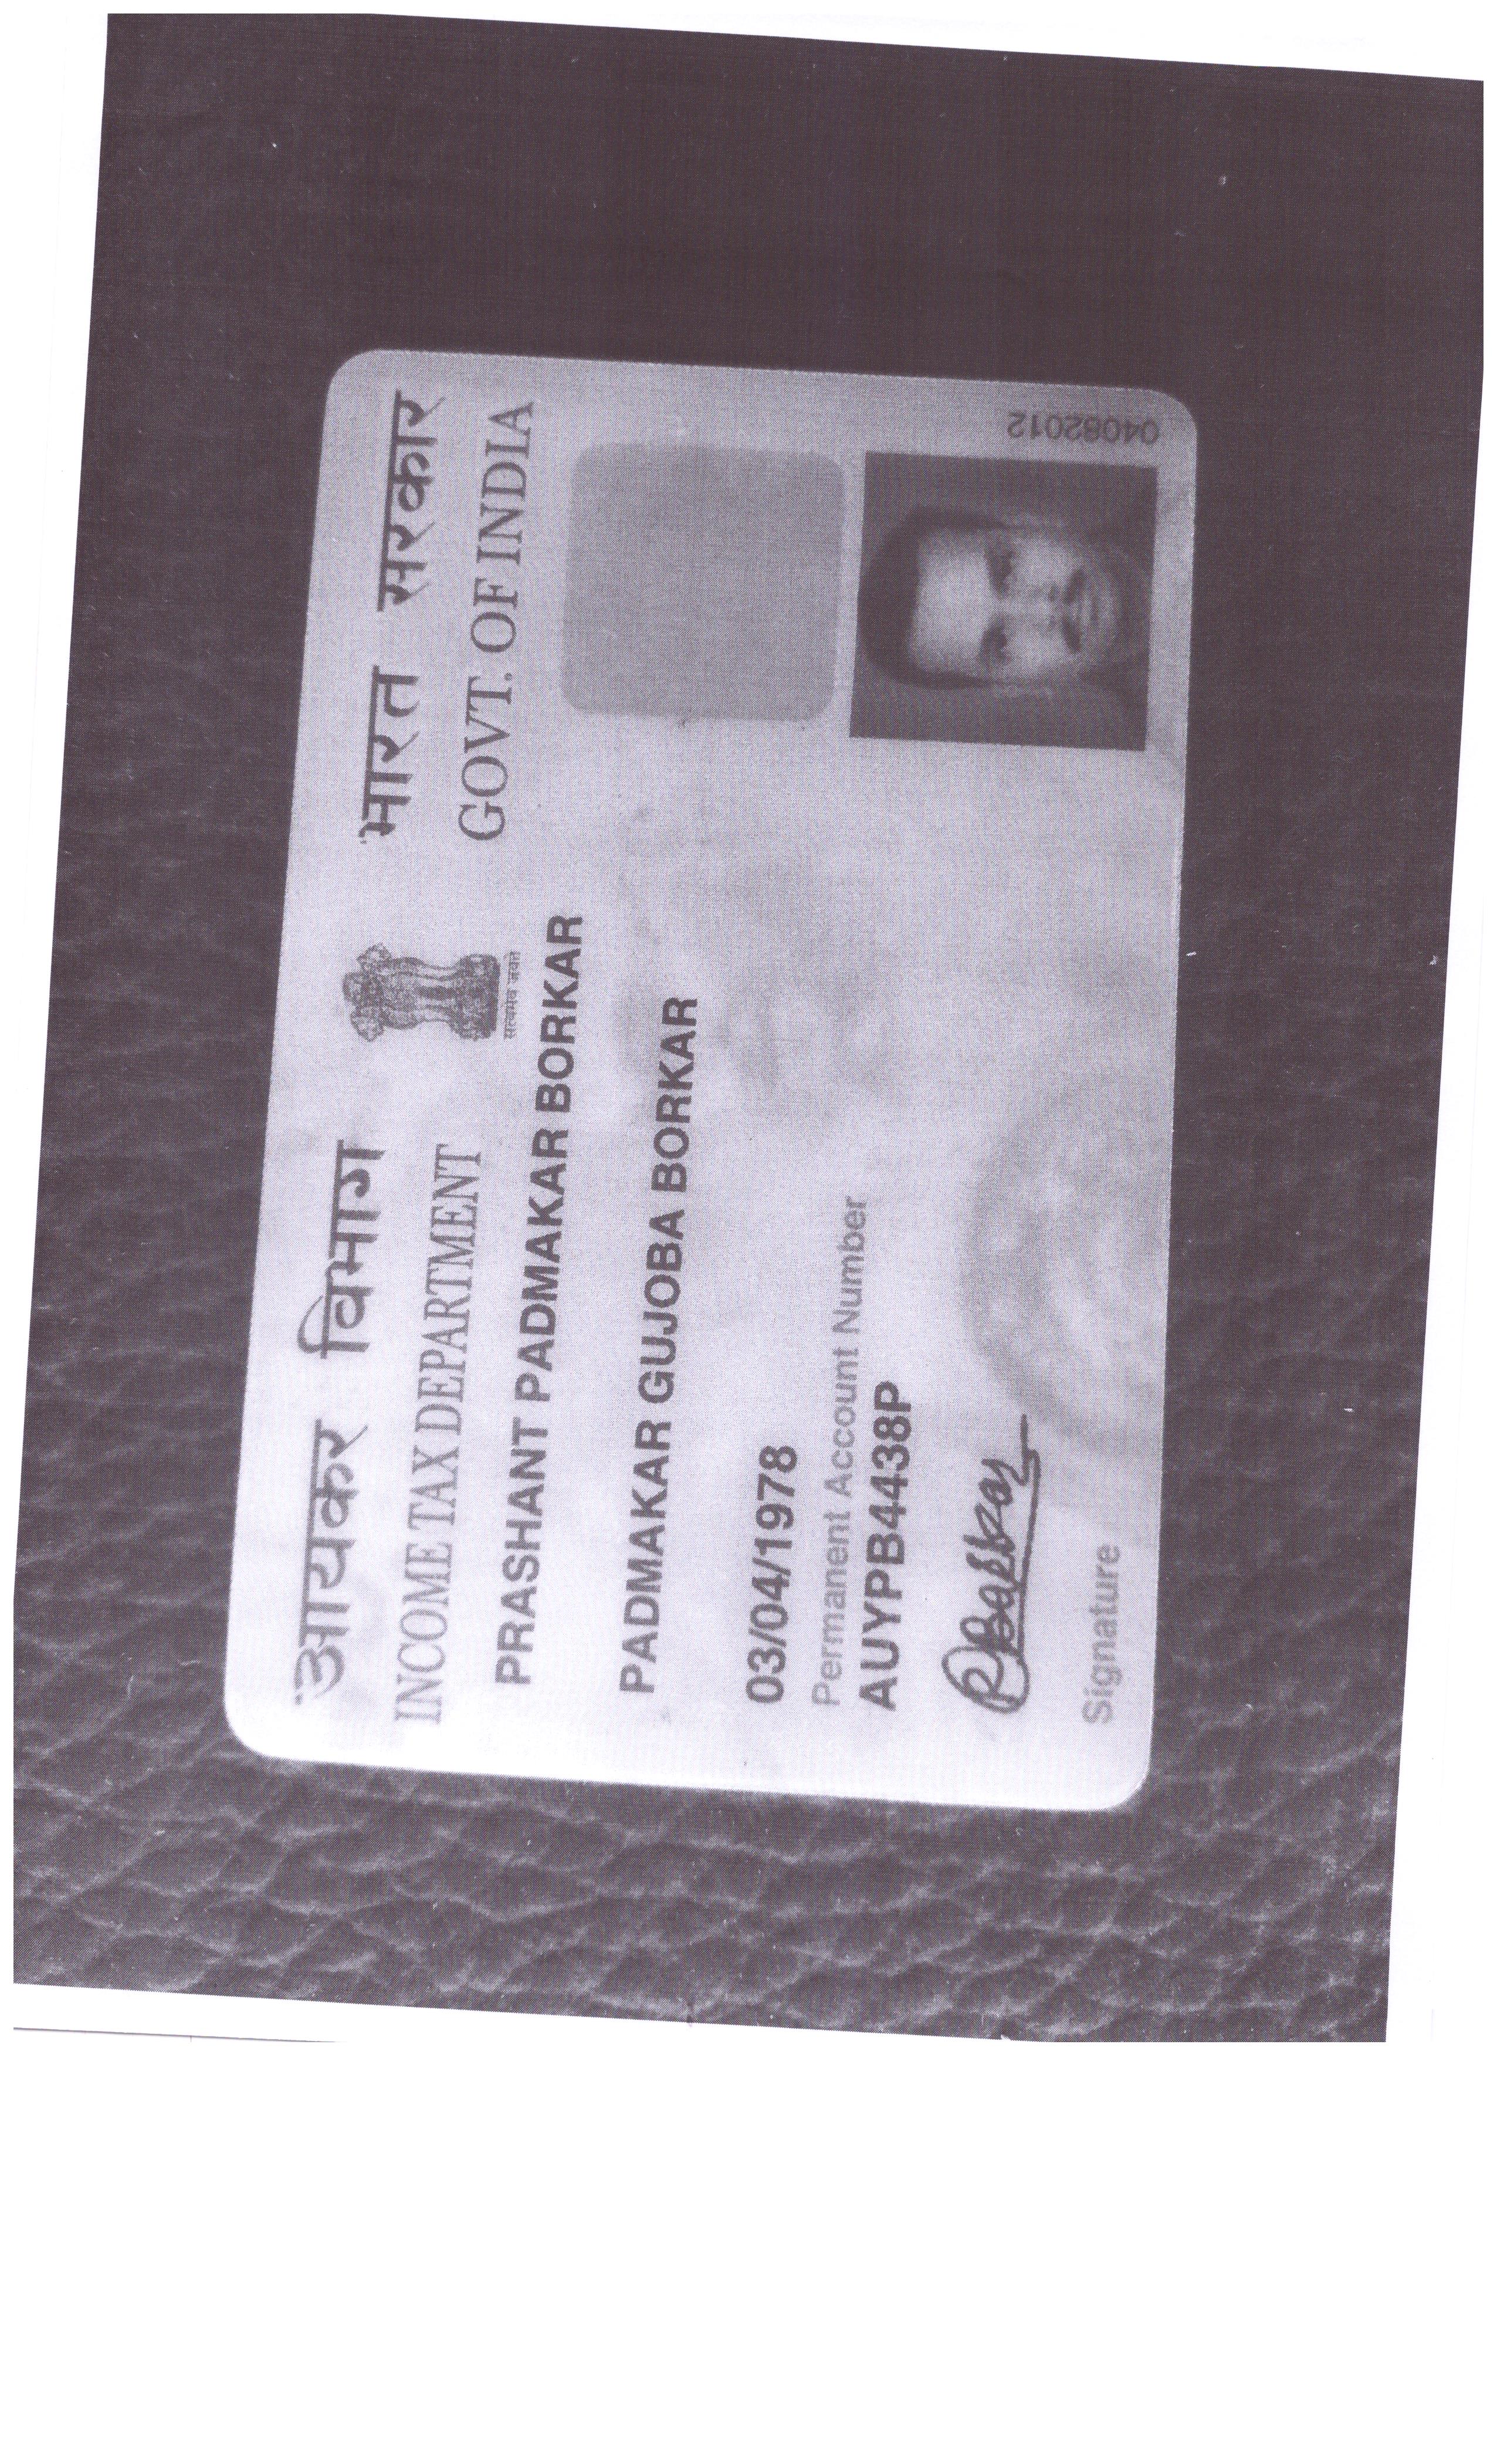 आयकर विभाग
INCOME TAX DEPARTMENT
सत्यमेव जयते
भारत सरकार
GOVT. OF INDIA
PRASHANT PADMAKAR BORKAR
PADMAKAR GUJOBA BORKAR
03/04/1978
Permanent Account Number
AUYPB4438P
PBorkar
Signature
04082012